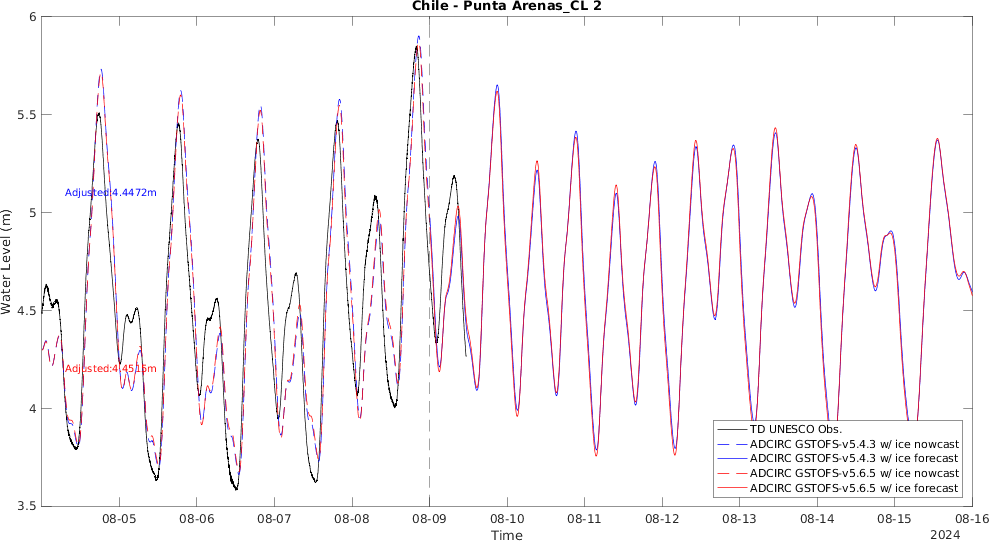 Chile - Punta Arenas_CL 2
6
5.5
5
4.5
4
3.5
Water Level (m)
Adjusted:4.4472m
Adjusted:4.4515m
TD UNESCO Obs.
ADCIRC GSTOFS-v5.4.3 w/ ice nowcast
ADCIRC GSTOFS-v5.4.3 w/ ice forecast
ADCIRC GSTOFS-v5.6.5 w/ ice nowcast
ADCIRC GSTOFS-v5.6.5 w/ ice forecast
08-05 08-06 08-07 08-08 08-09 08-10 08-11 08-12 08-13 08-14 08-15 08-16
Time
2024